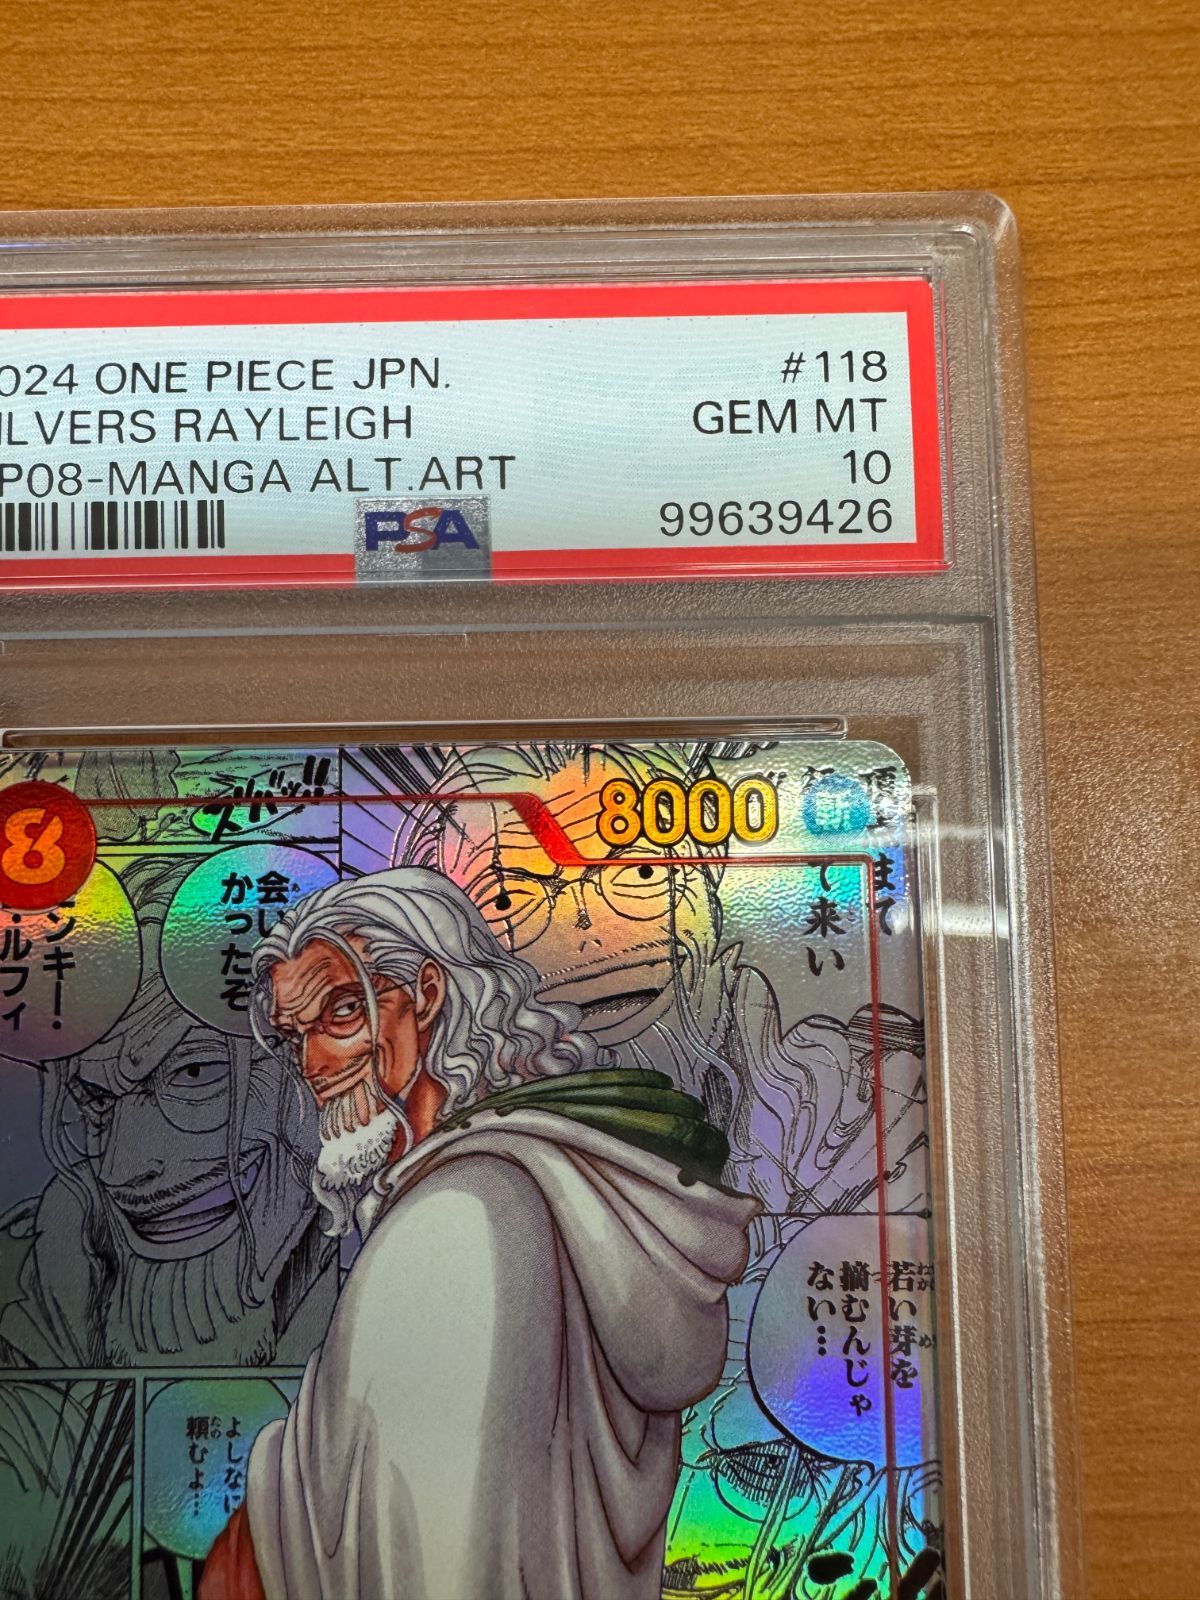 024 ONE PIECE JPN.
#118
ILVERS RAYLEIGH
GEM MT
P08-MANGA ALT.ART
10
PSA
99639426
8
8000
斬
ズバッ!!
会い
かったぞ
ンキー・
ルフィ
まで
て来い
若い芽を
摘むんじゃ
ない…
よしなに
頼むよ…